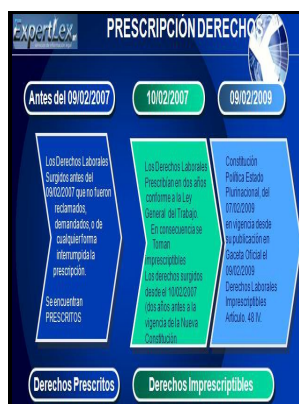 ExpertLex
PRESCRIPCIÓN DERECHOS
Antes del 09/02/2007
10/02/2007
09/02/2009
Los Derechos Laborales
Surgidos antes del
09/02/2007 que no fueron
reclamados,
demandados, o de
cualquier forma
interrumpida la
prescripción.
Se encuentran
PRESCRITOS
Los Derechos Laborales
Prescribian en dos años
conforme a la Ley
General del Trabajo.
En consecuencia se
Tornan
imprescriptibles
Los derechos surgidos
desde el 10/02/2007
(dos años antes a la
vigencia de la Nueva
Constitución
Constitución
Política Estado
Plurinacional, del
07/02/2009
en vigencia desde
su publicación en
Gaceta Oficial el
09/02/2009
Derechos Laborales
Imprescriptibles
Artículo. 48 IV.
Derechos Prescritos
Derechos Imprescriptibles